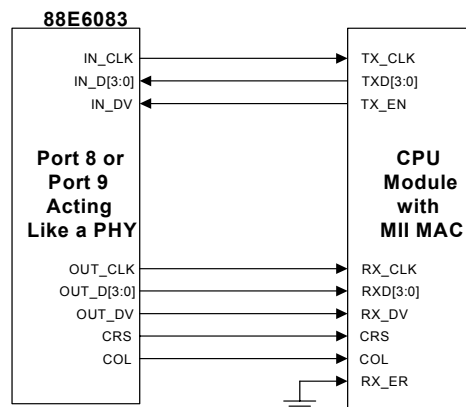 88E6083
IN_CLK
IN_D[3:0]
IN_DV
Port 8 or
Port 9
Acting
Like a PHY
OUT_CLK
OUT_D[3:0]
OUT_DV
CRS
COL
TX_CLK
TXD[3:0]
TX_EN
CPU
Module
with
MII MAC
RX_CLK
RXD[3:0]
RX_DV
CRS
COL
RX_ER